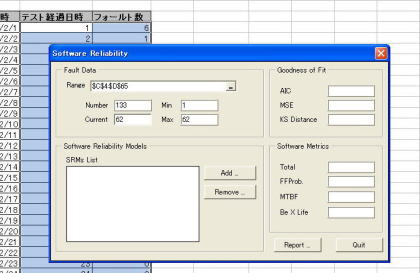 時 テスト経過日時 フォールト数
2/1 1 6
2/2 2 1
2/3
2/4
2/5
2/6
2/7
2/8
2/9
2/10
2/11
2/12
2/13
2/14
2/15
2/16
2/17
2/18
2/19
2/20
2/21
2/22
2/23 23 0
Software Reliability
Fault Data
Range $C$4:$D$65
Number 133 Min 1
Current 62 Max 62
Goodness of Fit
AIC
MSE
KS Distance
Software Reliability Models
SRMs List
Add ..
Remove ..
Software Metrics
Total
FFProb.
MTBF
Be X Life
Report ..
Quit